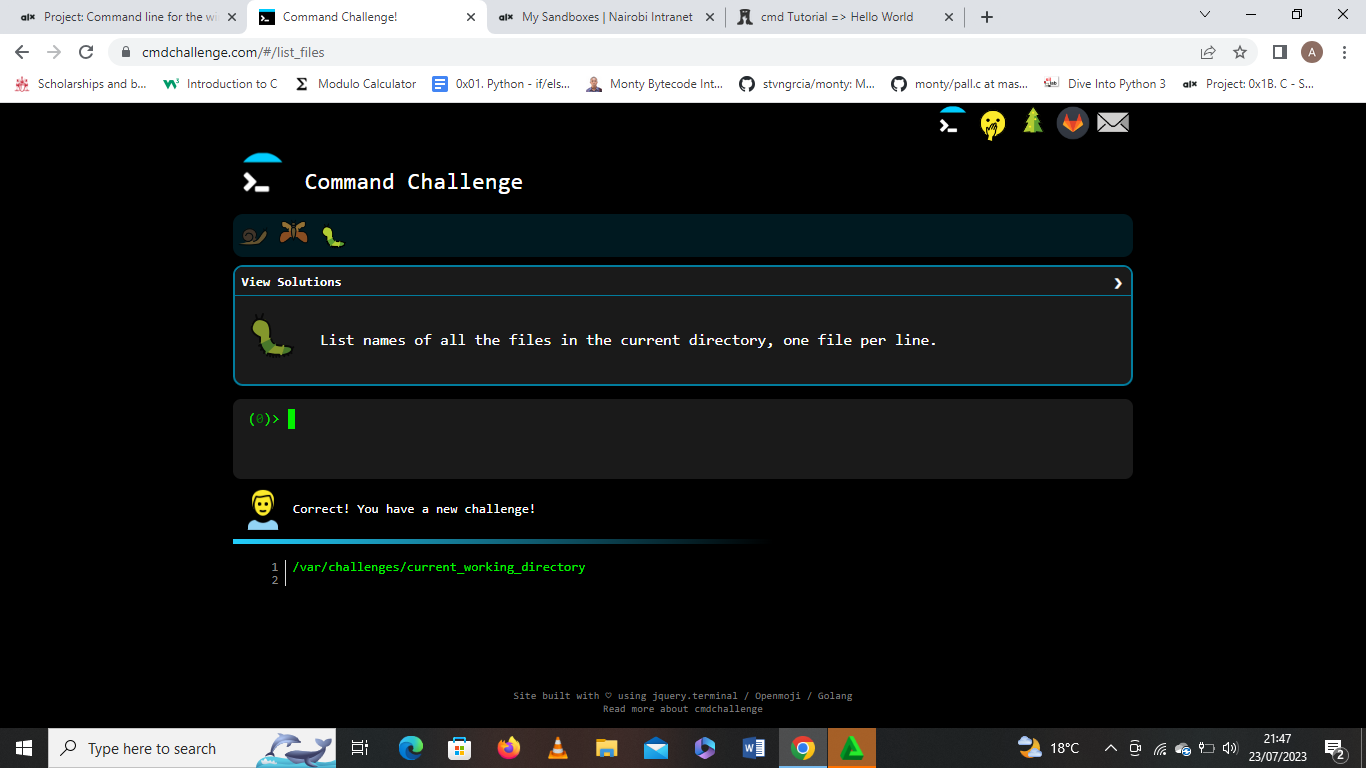 Project: Command line for the wi
Command Challenge!
My Sandboxes | Nairobi Intranet
cmd Tutorial => Hello World
cmdchallenge.com/#/list_files
A
Scholarships and b...
Introduction to C
Modulo Calculator
0x01. Python - if/els...
Monty Bytecode Int...
stvngrcia/monty: M...
monty/pall.c at mas...
Dive Into Python 3
Project: 0x1B. C - S...
Command Challenge
View Solutions
List names of all the files in the current directory, one file per line.
(0)>
Correct! You have a new challenge!
1 /var/challenges/current_working_directory
2
Site built with ♡ using jquery.terminal / Openmoji / Golang
Read more about cmdchallenge
Type here to search
18°C
21:47
23/07/2023
2